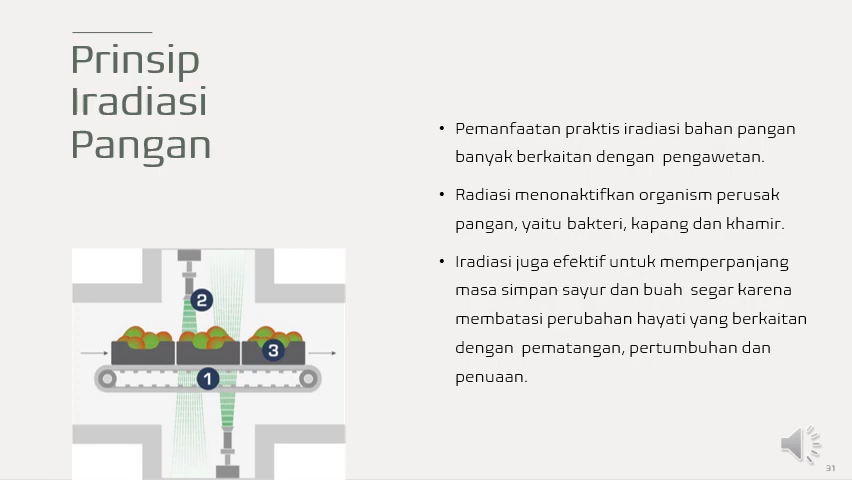 Prinsip
Iradiasi
Pangan
• Pemanfaatan praktis iradiasi bahan pangan
banyak berkaitan dengan pengawetan.
• Radiasi menonaktifkan organism perusak
pangan, yaitu bakteri, kapang dan khamir.
• Iradiasi juga efektif untuk memperpanjang
masa simpan sayur dan buah segar karena
membatasi perubahan hayati yang berkaitan
dengan pematangan, pertumbuhan dan
penuaan.
2
3
1
31